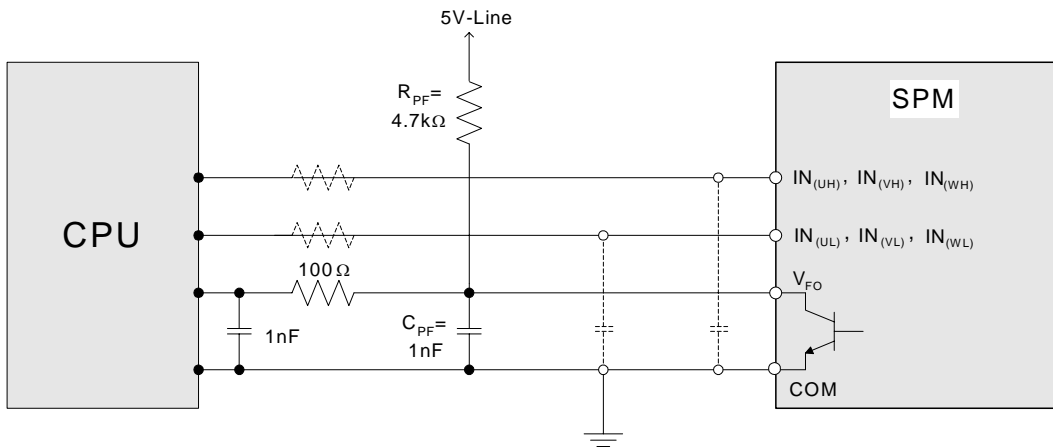 5V-Line
R_PF=
4.7kΩ
CPU
SPM
IN_(UH), IN_(VH), IN_(WH)
IN_(UL), IN_(VL), IN_(WL)
100Ω
V_FO
1nF
C_PF=
1nF
COM